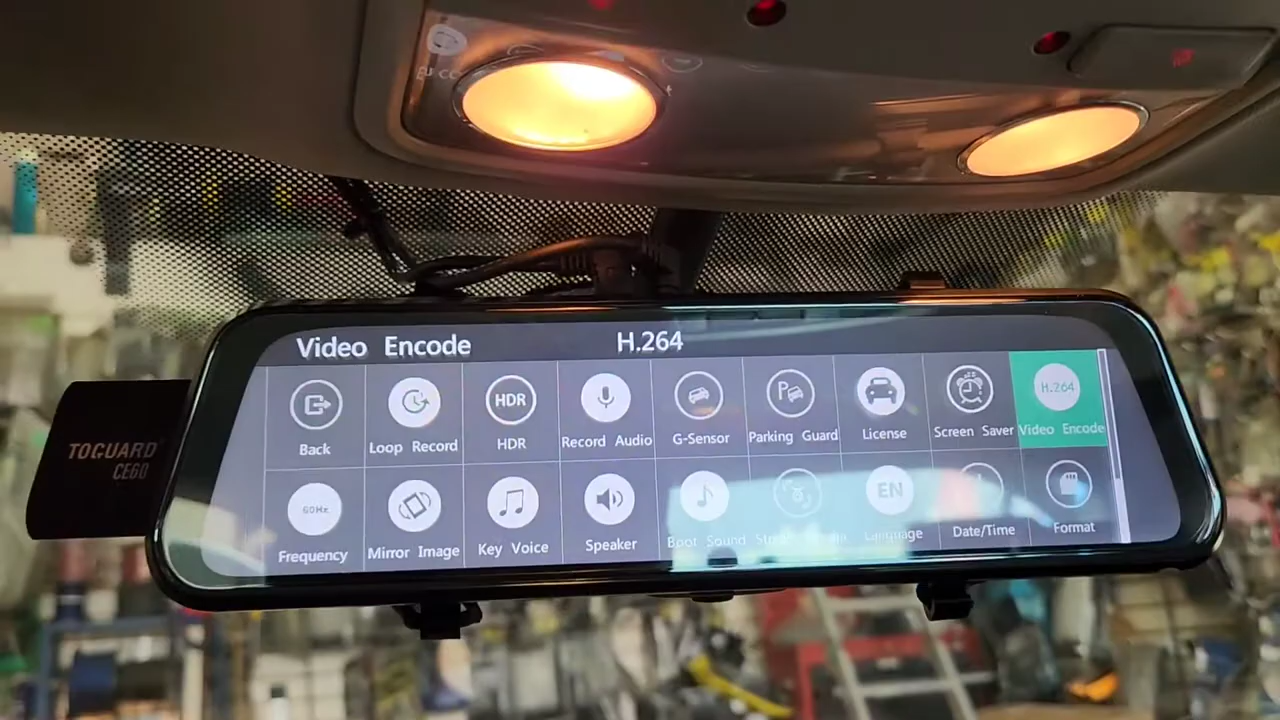 Video Encode H.264
HDR
P
H.264
Back
Loop Record
HDR
Record Audio
G-Sensor
Parking Guard
License
Screen Saver
Video Encode
TOGUARD
CE60
60Hz
EN
Frequency
Mirror Image
Key Voice
Speaker
Boot Sound
Language
Date/Time
Format